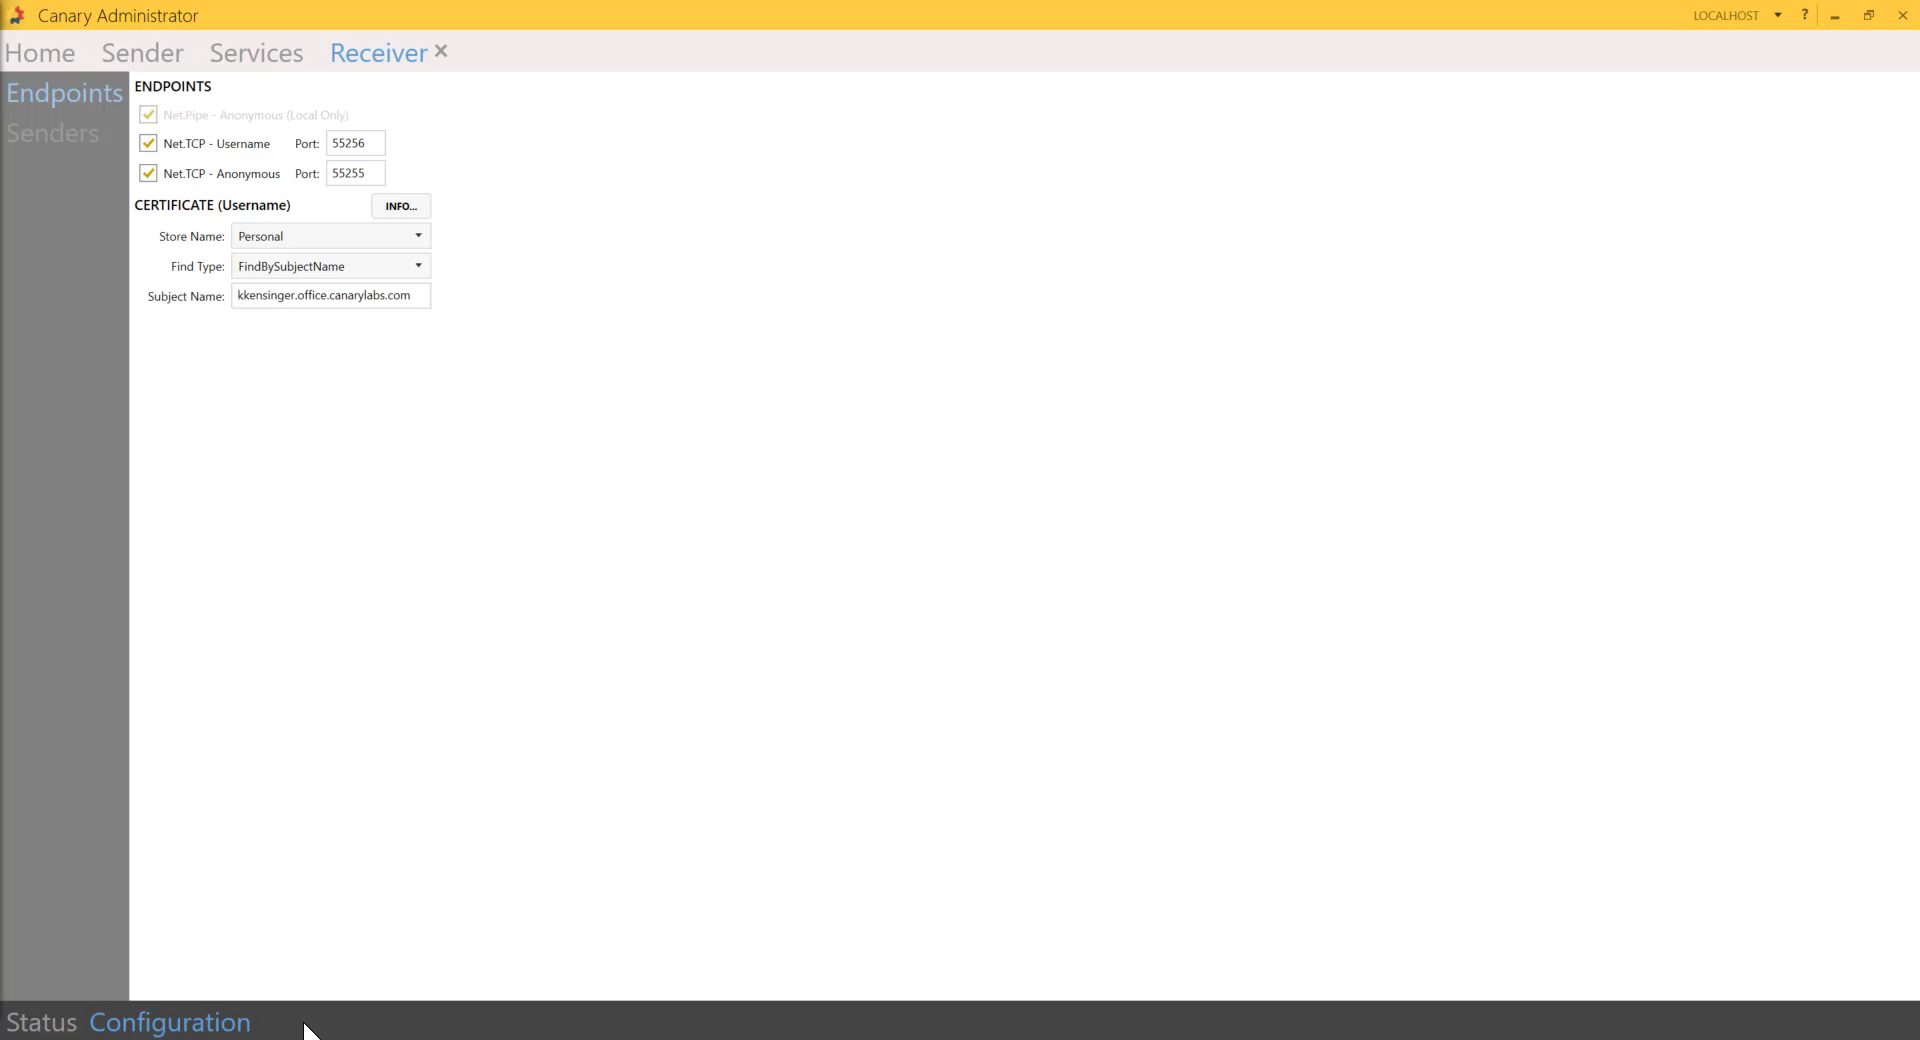 Canary Administrator
LOCALHOST ?
Home Sender Services Receiver
Endpoints
Senders
ENDPOINTS
Net.Pipe - Anonymous (Local Only)
Net.TCP - Username Port: 55256
Net.TCP - Anonymous Port: 55255
CERTIFICATE (Username) INFO...
Store Name: Personal
Find Type: FindBySubjectName
Subject Name: kkensinger.office.canarylabs.com
Status Configuration